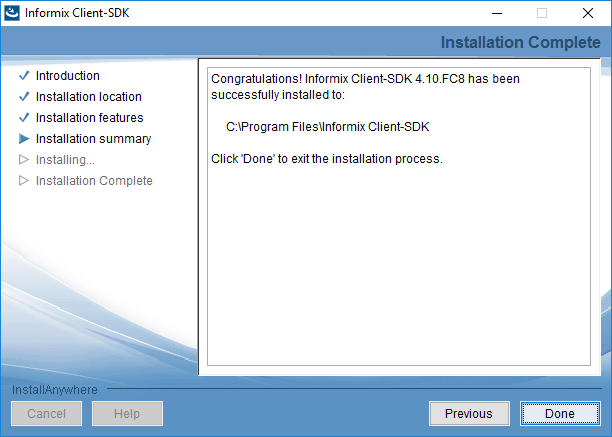 Informix Client-SDK
Installation Complete
Introduction
Installation location
Installation features
Installation summary
Installing...
Installation Complete
Congratulations! Informix Client-SDK 4.10.FC8 has been
successfully installed to:
C:\Program Files\Informix Client-SDK
Click 'Done' to exit the installation process.
InstallAnywhere
Cancel
Help
Previous
Done